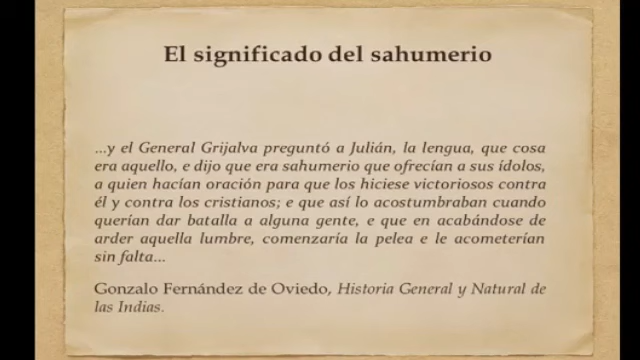 El significado del sahumerio
...y el General Grijalva preguntó a Julián, la lengua, que cosa
era aquello, e dijo que era sahumerio que ofrecían a sus ídolos,
a quien hacían oración para que los hiciese victoriosos contra
él y contra los cristianos; e que así lo acostumbraban cuando
querían dar batalla a alguna gente, e que en acabándose de
arder aquella lumbre, comenzaría la pelea e le acometerían
sin falta...
Gonzalo Fernández de Oviedo, Historia General y Natural de
las Indias.